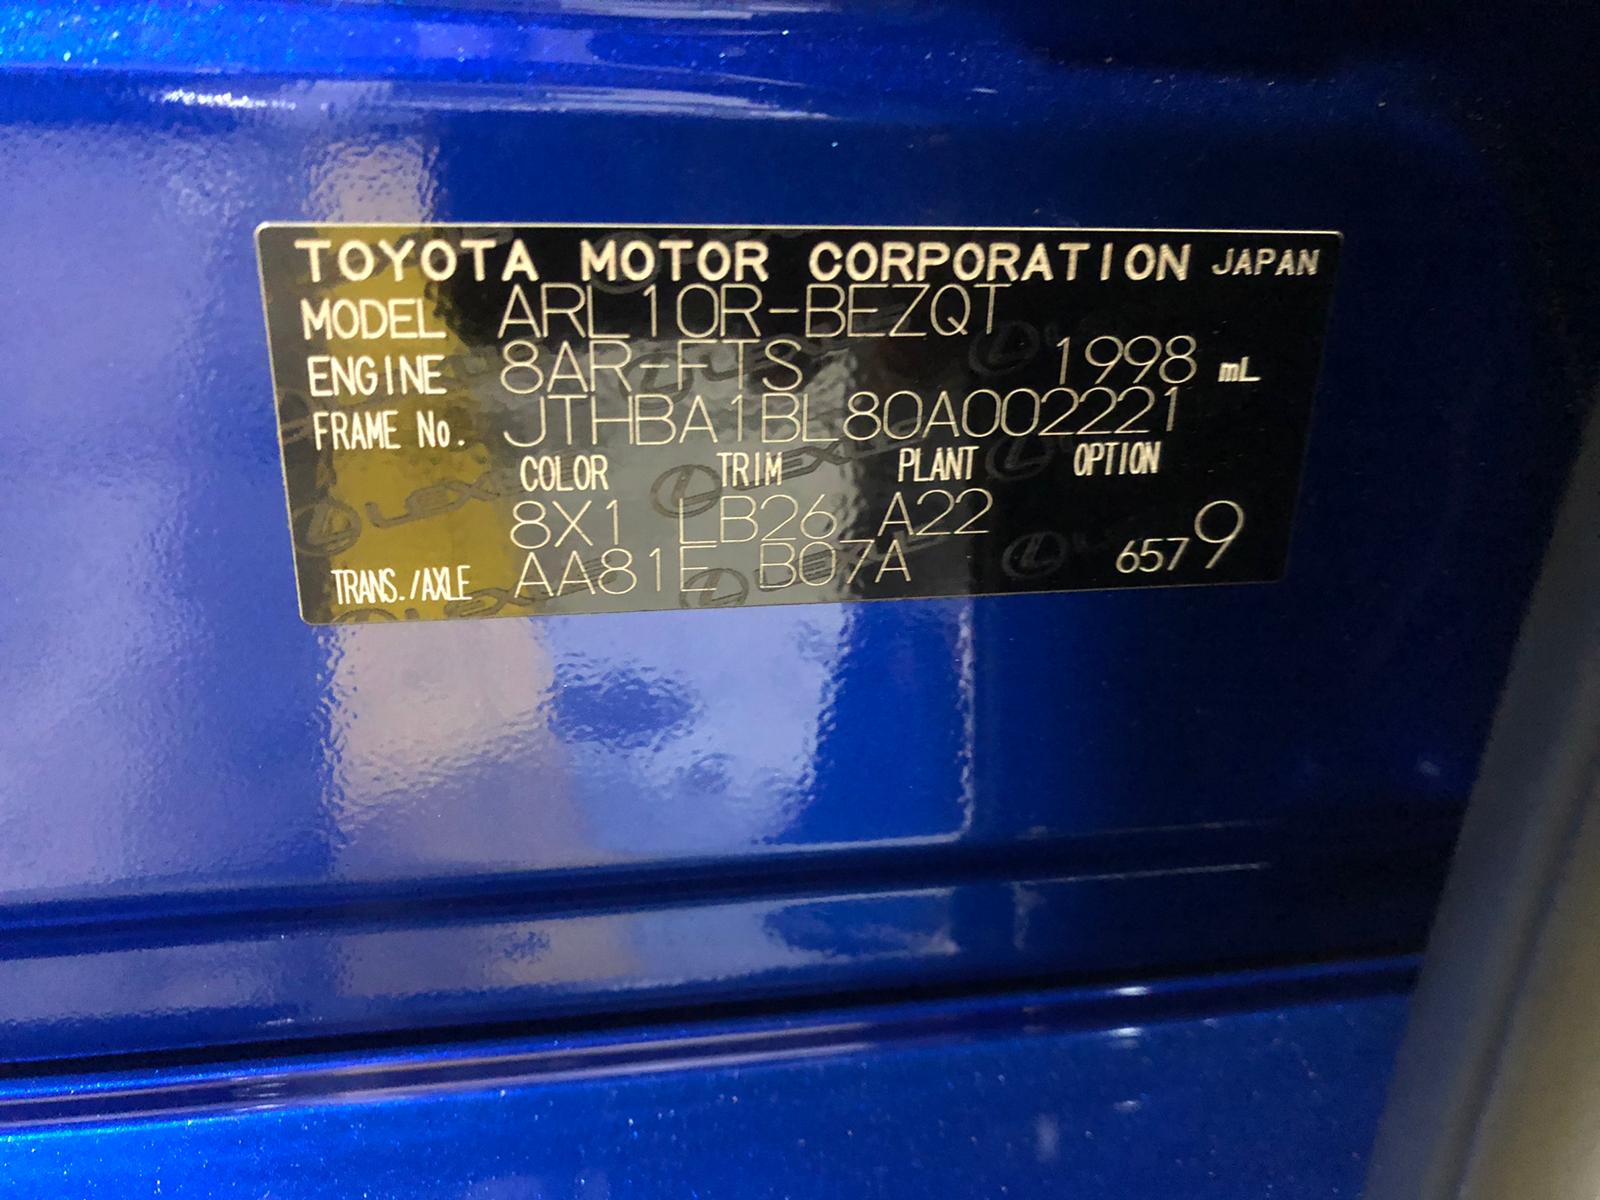 TOYOTA MOTOR CORPORATION JAPAN
MODEL ARL10R-BEZQT
ENGINE 8AR-FTS 1998 mL
FRAME No. JTHBA1BL80A002221
COLOR TRIM PLANT OPTION
8X1 LB26 A22
TRANS./AXLE AA81E B07A 6579